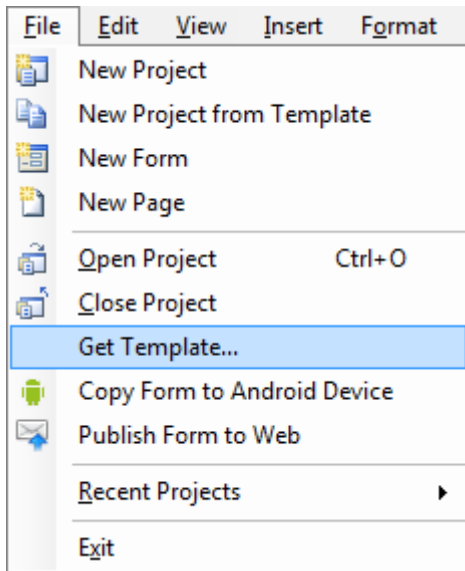 File Edit View Insert Format
New Project
New Project from Template
New Form
New Page
Open Project Ctrl+O
Close Project
Get Template...
Copy Form to Android Device
Publish Form to Web
Recent Projects
Exit